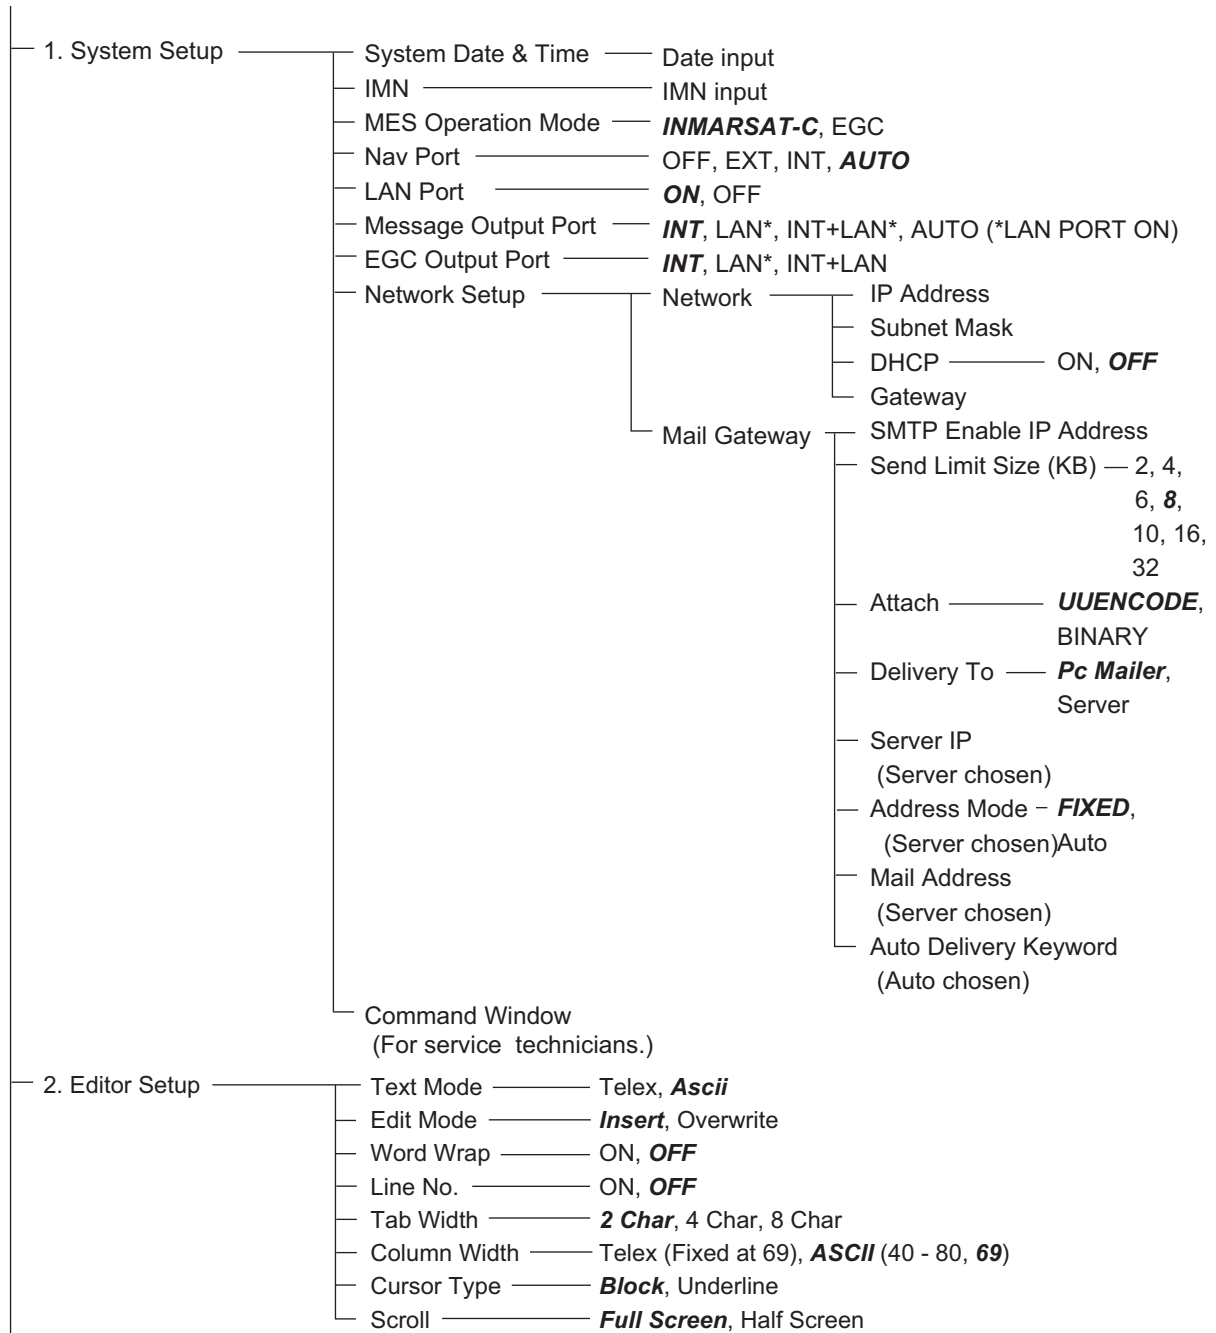 1. System Setup
System Date & Time Date input
IMN IMN input
MES Operation Mode INMARSAT-C, EGC
Nav Port OFF, EXT, INT, AUTO
LAN Port ON, OFF
Message Output Port INT, LAN*, INT+LAN*, AUTO (*LAN PORT ON)
EGC Output Port INT, LAN*, INT+LAN
Network Setup Network IP Address
Subnet Mask
DHCP ON, OFF
Gateway
Mail Gateway SMTP Enable IP Address
Send Limit Size (KB) 2, 4,
6, 8,
10, 16,
32
Attach UUENCODE,
BINARY
Delivery To Pc Mailer,
Server
Server IP
(Server chosen)
Address Mode FIXED,
(Server chosen)Auto
Mail Address
(Server chosen)
Auto Delivery Keyword
(Auto chosen)
Command Window
(For service technicians.)
2. Editor Setup
Text Mode Telex, Ascii
Edit Mode Insert, Overwrite
Word Wrap ON, OFF
Line No. ON, OFF
Tab Width 2 Char, 4 Char, 8 Char
Column Width Telex (Fixed at 69), ASCII (40 - 80, 69)
Cursor Type Block, Underline
Scroll Full Screen, Half Screen